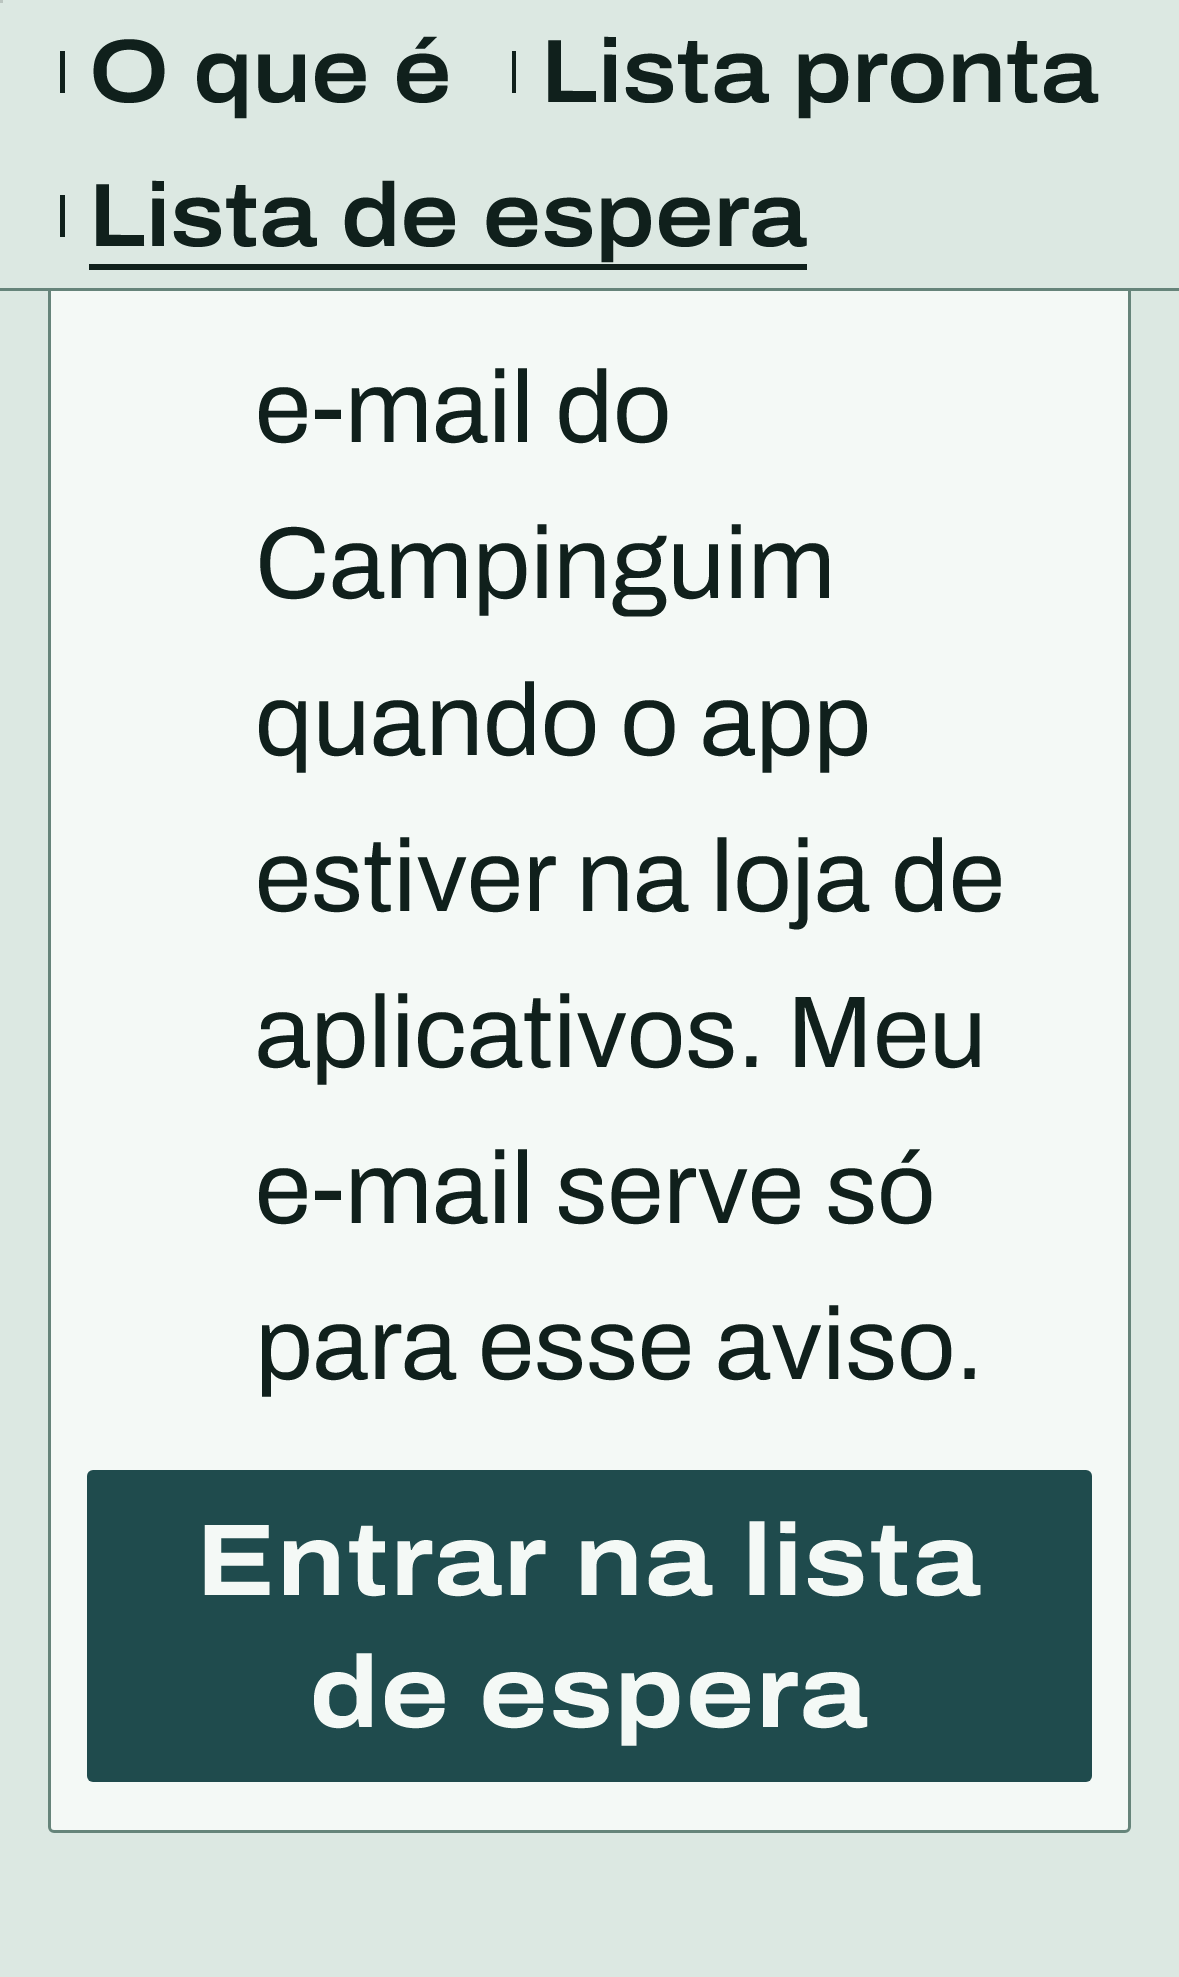 O que é Lista pronta
Lista de espera
e-mail do
Campinguim
quando o app
estiver na loja de
aplicativos. Meu
e-mail serve só
para esse aviso.
Entrar na lista
de espera